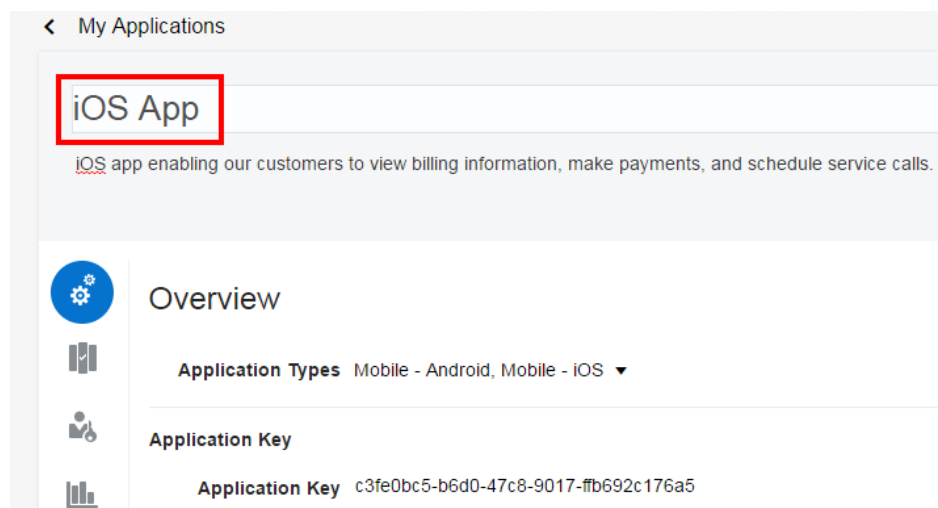 My Applications
iOS App
iOS app enabling our customers to view billing information, make payments, and schedule service calls.
Overview
Application Types Mobile - Android, Mobile - iOS
Application Key
Application Key c3fe0bc5-b6d0-47c8-9017-ffb692c176a5